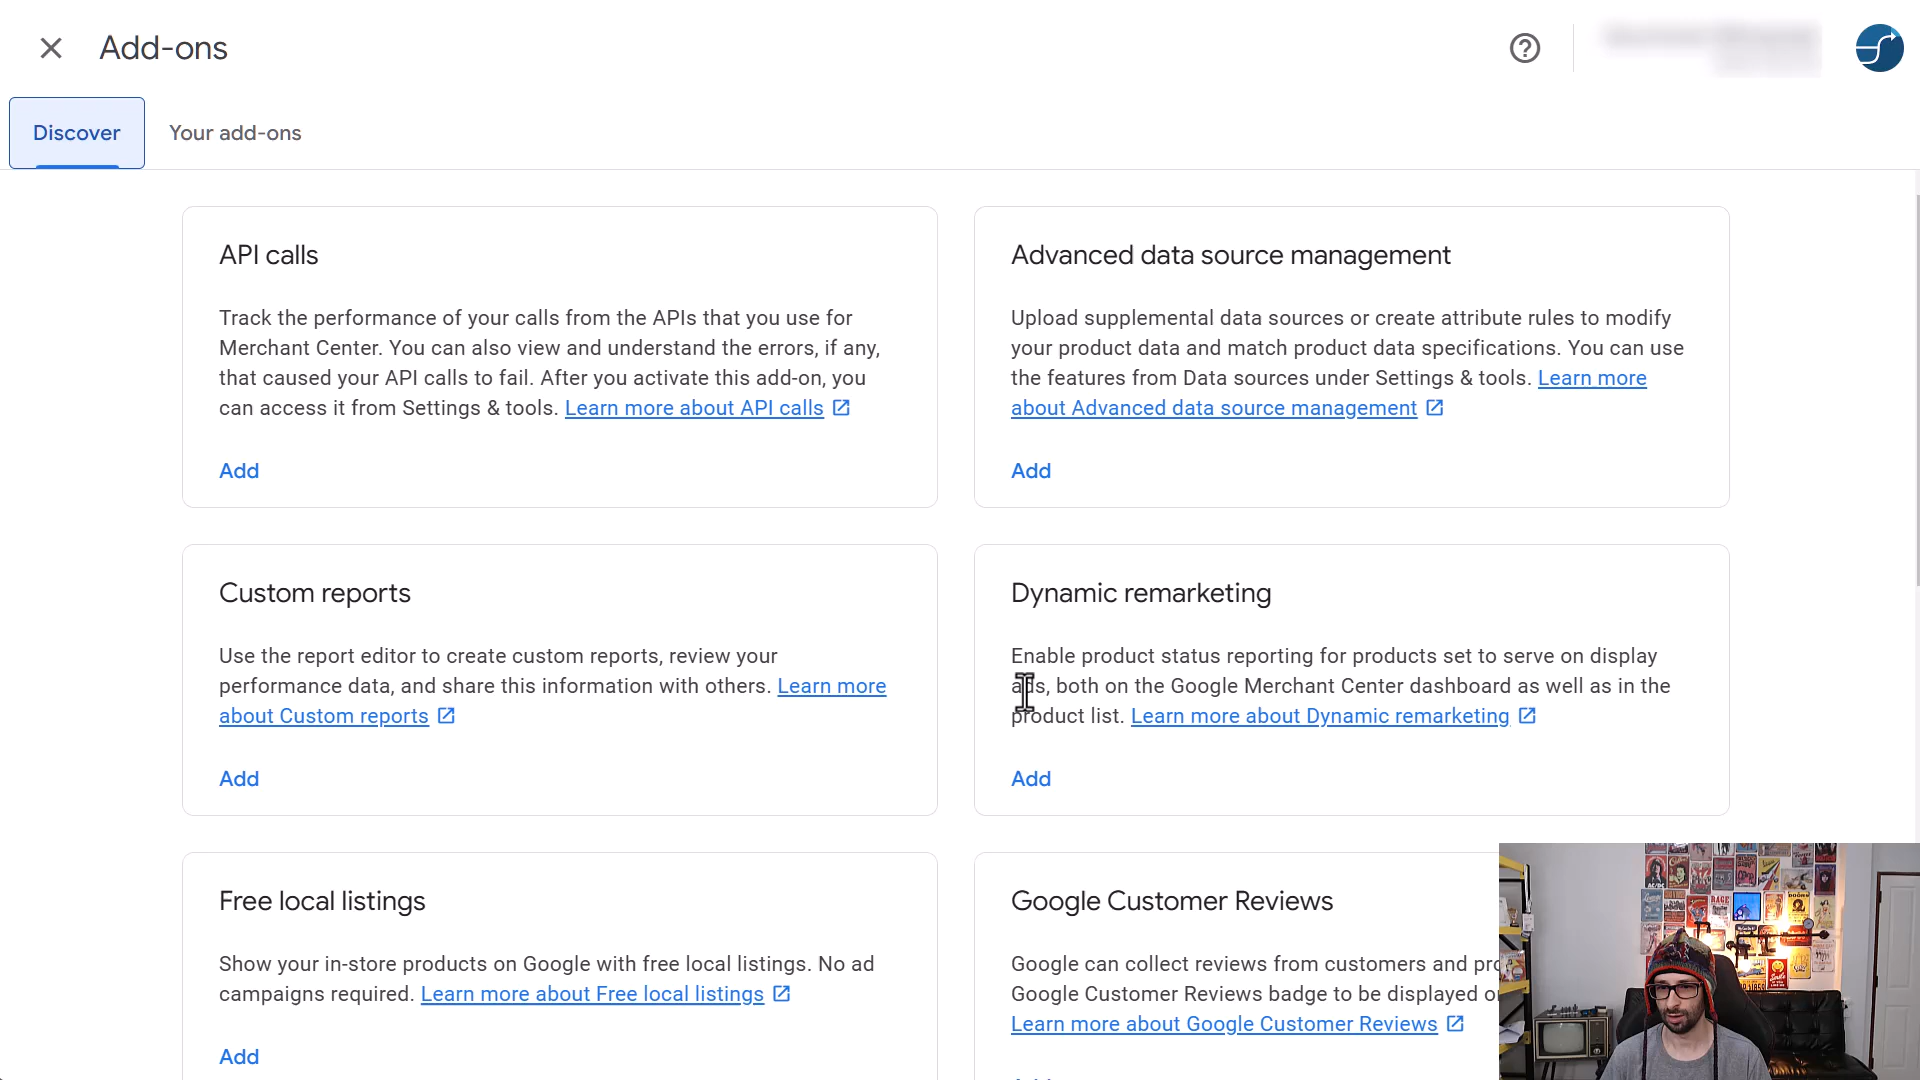 Add-ons
Discover
Your add-ons
API calls
Track the performance of your calls from the APIs that you use for
Merchant Center. You can also view and understand the errors, if any,
that caused your API calls to fail. After you activate this add-on, you
can access it from Settings & tools. Learn more about API calls
Add
Advanced data source management
Upload supplemental data sources or create attribute rules to modify
your product data and match product data specifications. You can use
the features from Data sources under Settings & tools. Learn more
about Advanced data source management
Add
Custom reports
Use the report editor to create custom reports, review your
performance data, and share this information with others. Learn more
about Custom reports
Add
Dynamic remarketing
Enable product status reporting for products set to serve on display
ads, both on the Google Merchant Center dashboard as well as in the
product list. Learn more about Dynamic remarketing
Add
Free local listings
Show your in-store products on Google with free local listings. No ad
campaigns required. Learn more about Free local listings
Add
Google Customer Reviews
Google can collect reviews from customers and
Google Customer Reviews badge to be displayed
Learn more about Google Customer Reviews